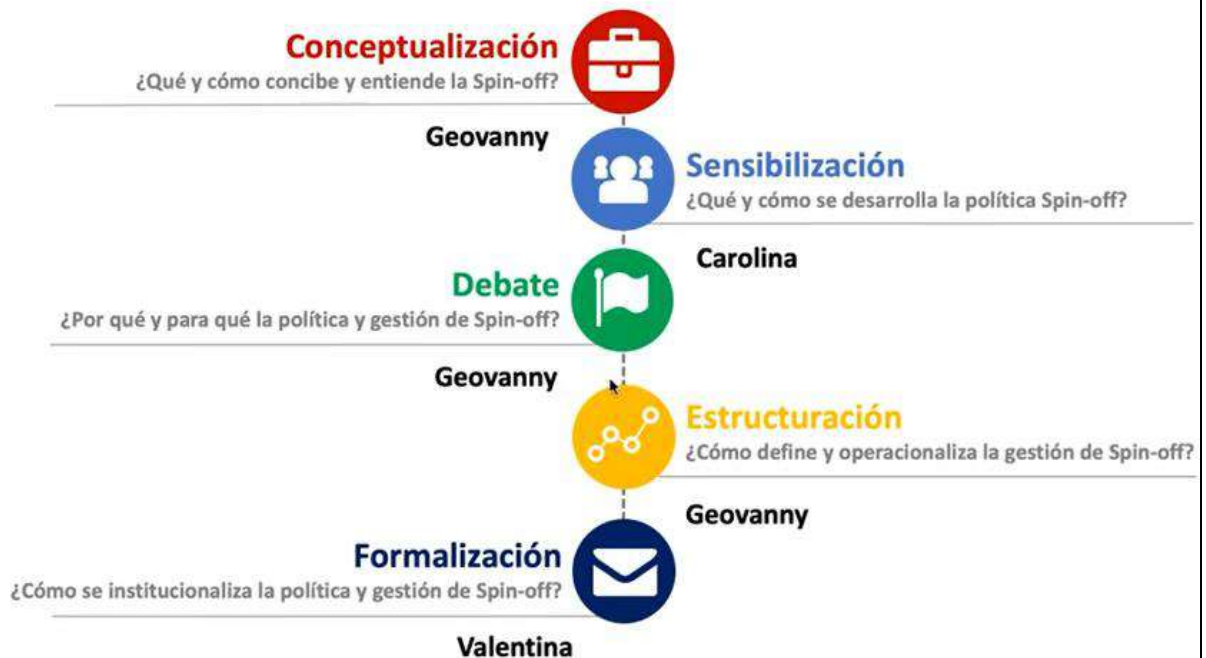 Conceptualización
¿Qué y cómo concibe y entiende la Spin-off?
Geovanny
Sensibilización
¿Qué y cómo se desarrolla la política Spin-off?
Carolina
Debate
¿Por qué y para qué la política y gestión de Spin-off?
Geovanny
Estructuración
¿Cómo define y operacionaliza la gestión de Spin-off?
Geovanny
Formalización
¿Cómo se institucionaliza la política y gestión de Spin-off?
Valentina